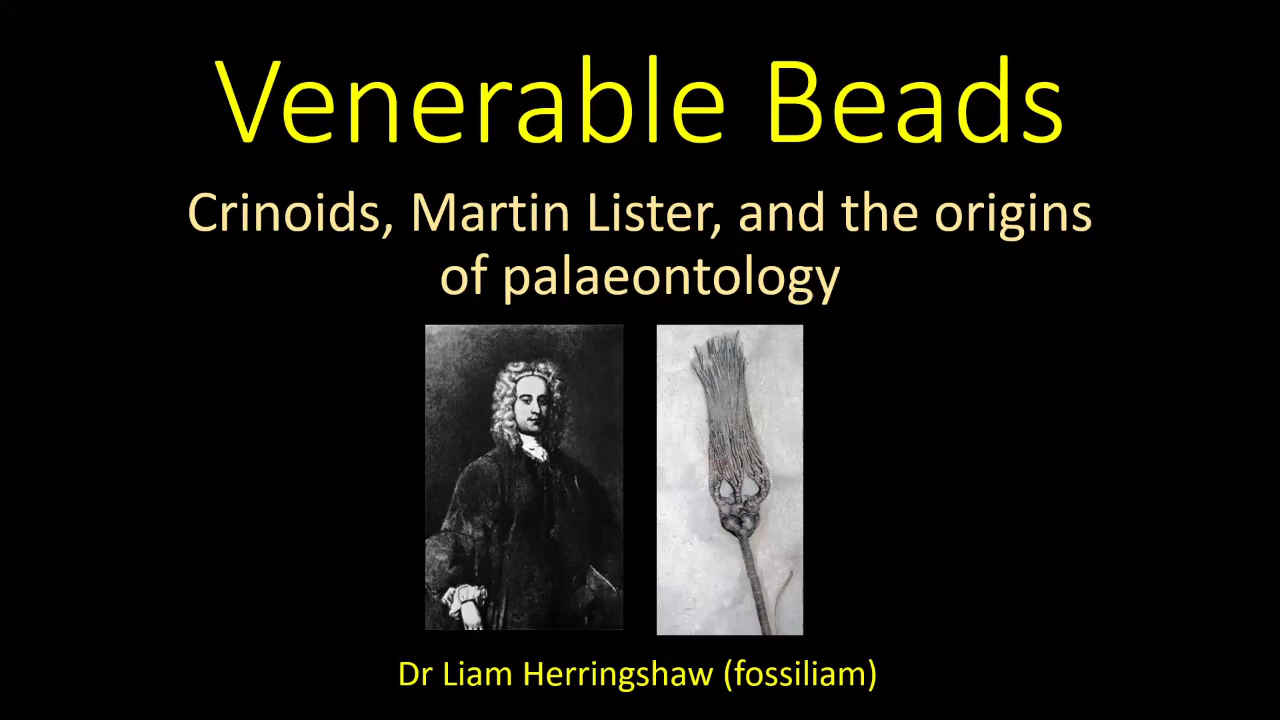 Venerable Beads
Crinoids, Martin Lister, and the origins
of palaeontology
Dr Liam Herringshaw (fossiliam)